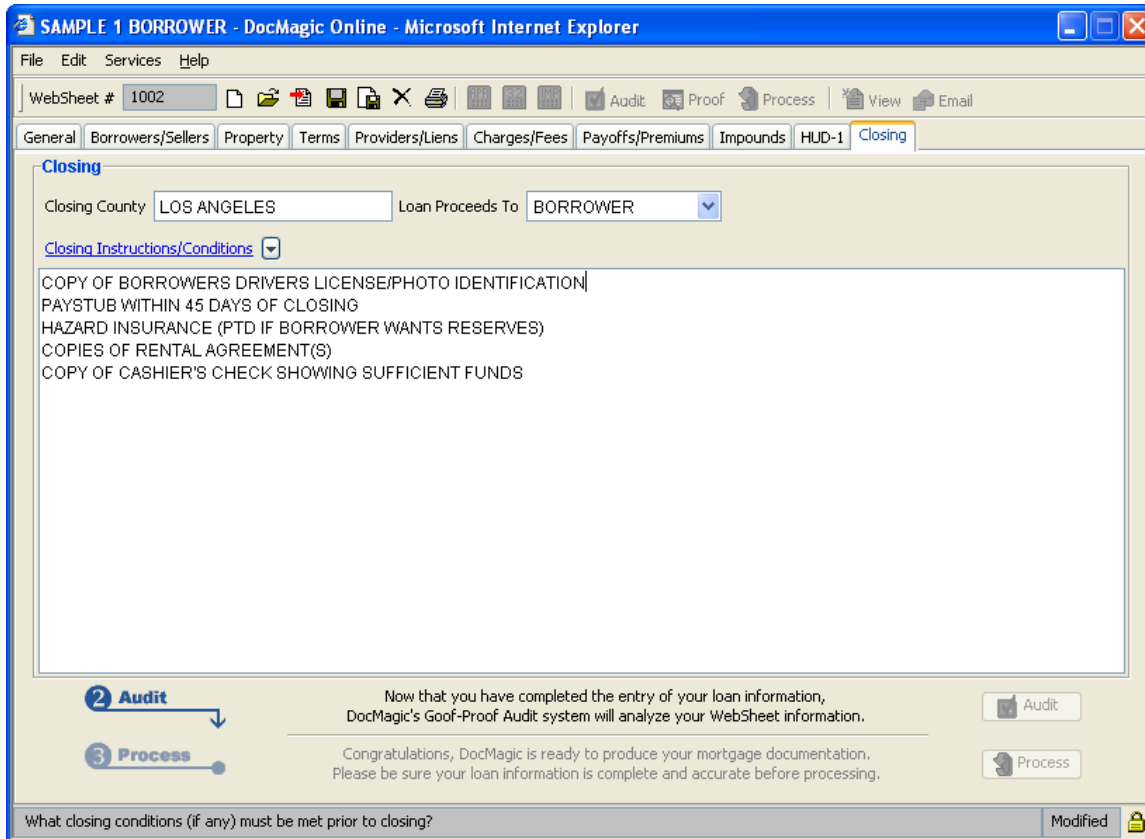 SAMPLE 1 BORROWER - DocMagic Online - Microsoft Internet Explorer
File Edit Services Help
WebSheet # 1002 Audit Proof Process View Email
General Borrowers/Sellers Property Terms Providers/Liens Charges/Fees Payoffs/Premiums Impounds HUD-1 Closing
Closing
Closing County LOS ANGELES Loan Proceeds To BORROWER
Closing Instructions/Conditions
COPY OF BORROWERS DRIVERS LICENSE/PHOTO IDENTIFICATION
PAYSTUB WITHIN 45 DAYS OF CLOSING
HAZARD INSURANCE (PTD IF BORROWER WANTS RESERVES)
COPIES OF RENTAL AGREEMENT(S)
COPY OF CASHIER'S CHECK SHOWING SUFFICIENT FUNDS
2 Audit
Now that you have completed the entry of your loan information,
DocMagic's Goof-Proof Audit system will analyze your WebSheet information.
Audit
3 Process
Congratulations, DocMagic is ready to produce your mortgage documentation.
Please be sure your loan information is complete and accurate before processing.
Process
What closing conditions (if any) must be met prior to closing? Modified